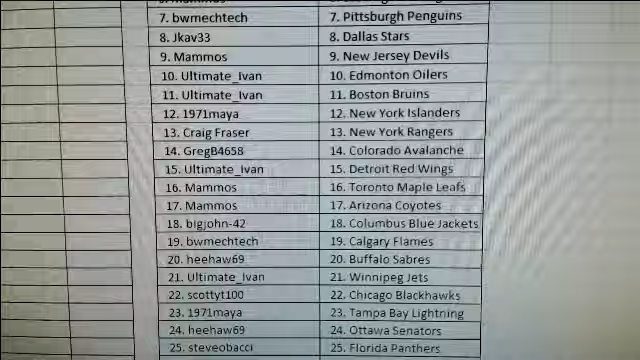 7. bwmechtech 7. Pittsburgh Penguins
8. Jkav33 8. Dallas Stars
9. Mammos 9. New Jersey Devils
10. Ultimate_Ivan 10. Edmonton Oilers
11. Ultimate_Ivan 11. Boston Bruins
12. 1971maya 12. New York Islanders
13. Craig Fraser 13. New York Rangers
14. GregB4658 14. Colorado Avalanche
15. Ultimate_Ivan 15. Detroit Red Wings
16. Mammos 16. Toronto Maple Leafs
17. Mammos 17. Arizona Coyotes
18. bigjohn-42 18. Columbus Blue Jackets
19. bwmechtech 19. Calgary Flames
20. heehaw69 20. Buffalo Sabres
21. Ultimate_Ivan 21. Winnipeg Jets
22. scottyt100 22. Chicago Blackhawks
23. 1971maya 23. Tampa Bay Lightning
24. heehaw69 24. Ottawa Senators
25. steveobacci 25. Florida Panthers